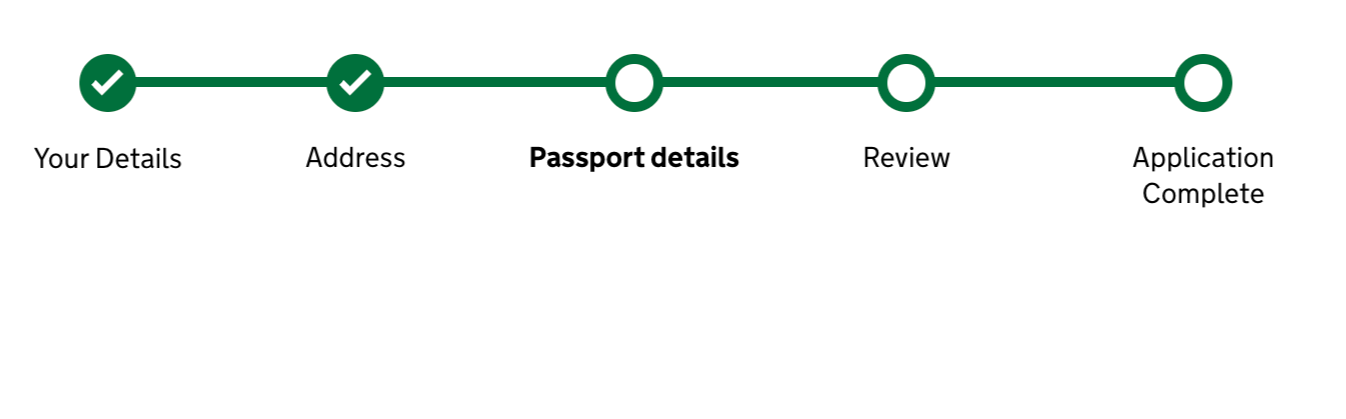 Your Details
Address
Passport details
Review
Application
Complete